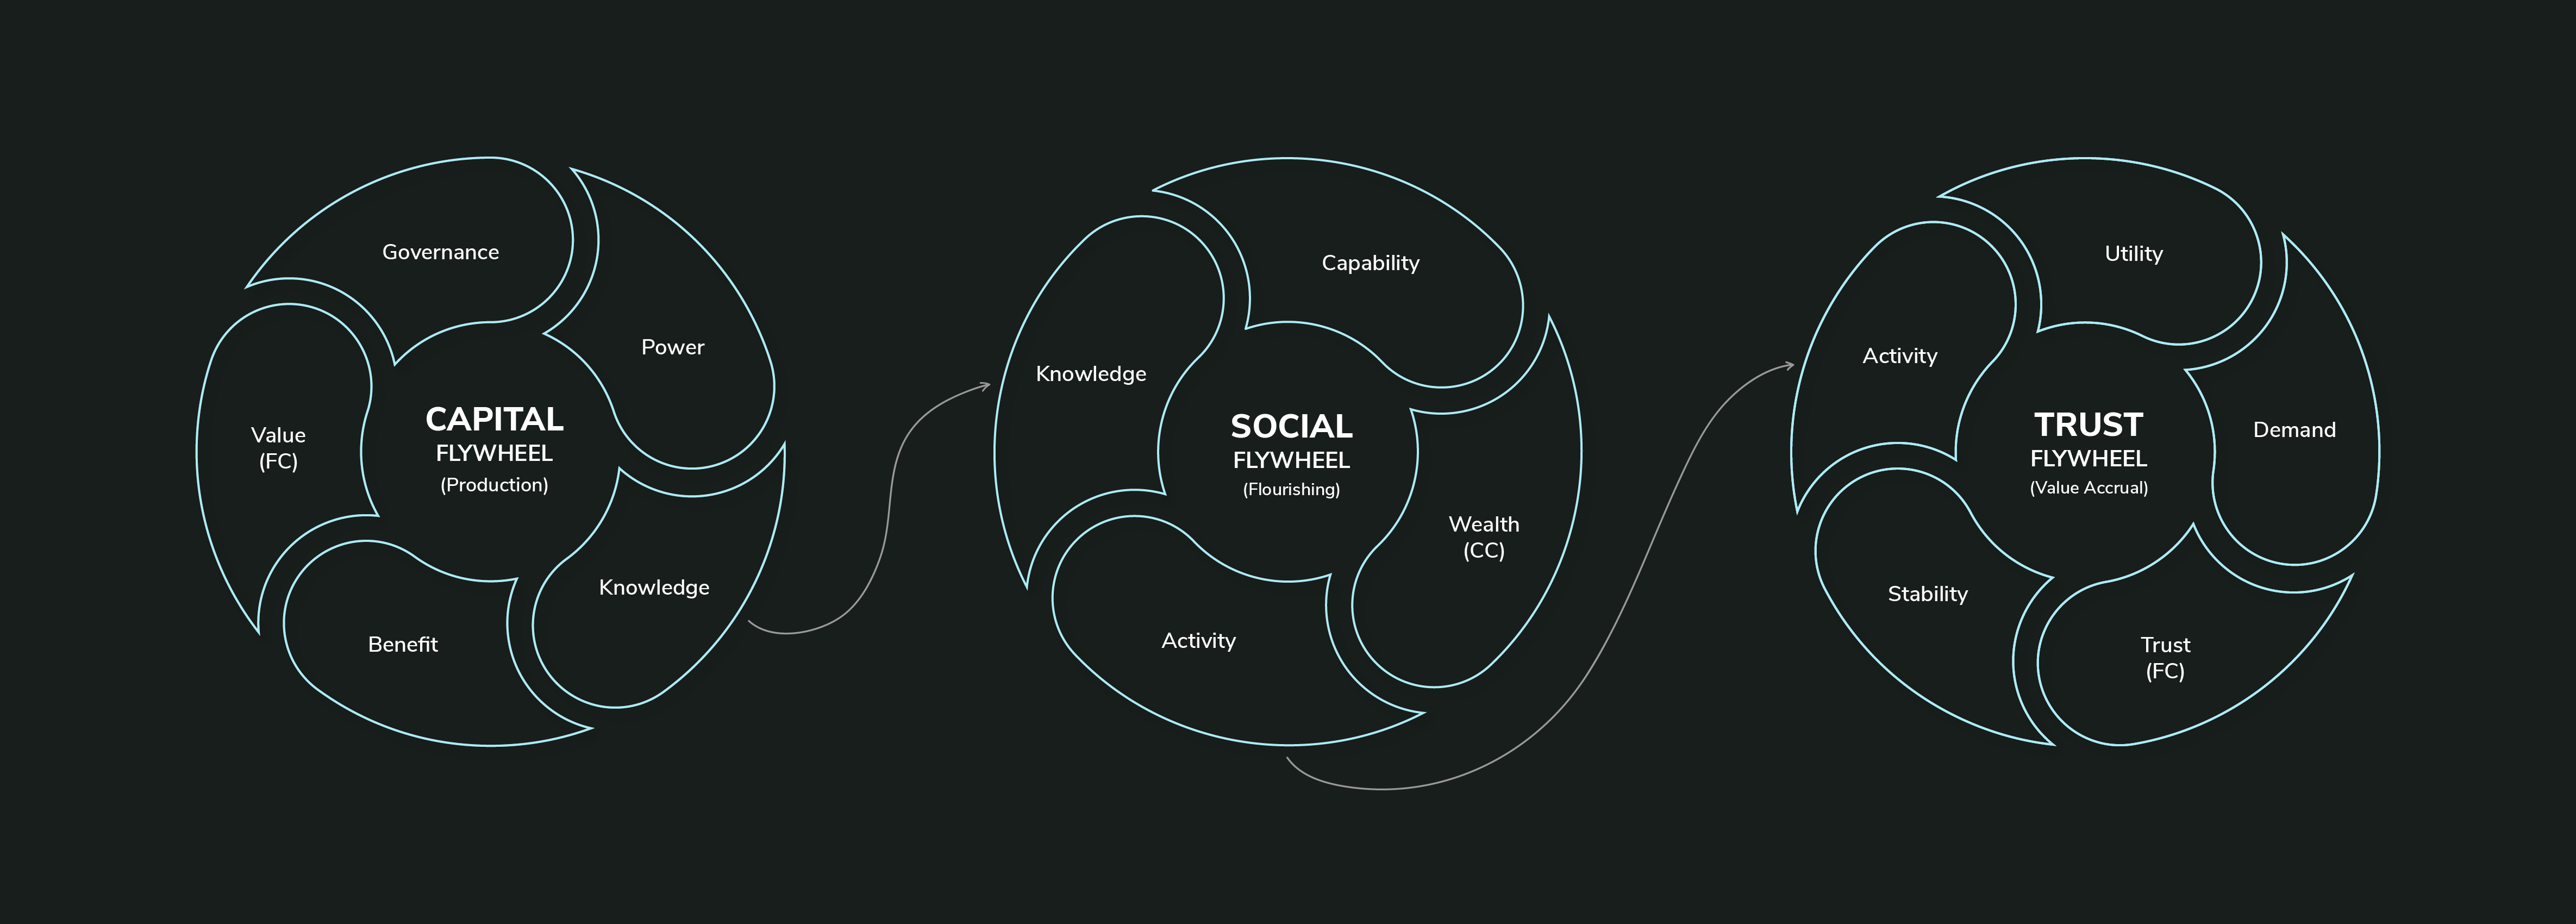 Governance
Power
Value
(FC)
CAPITAL
FLYWHEEL
(Production)
Knowledge
Benefit
Capability
Knowledge
SOCIAL
FLYWHEEL
(Flourishing)
Wealth
(CC)
Activity
Utility
Activity
TRUST
FLYWHEEL
(Value Accrual)
Demand
Stability
Trust
(FC)